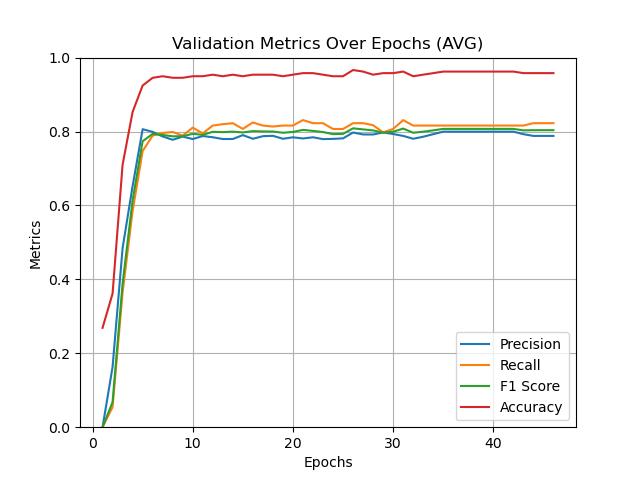 Validation Metrics Over Epochs (AVG)
1.0
0.8
0.6
0.4
0.2
0.0
Metrics
0 10 20 30 40
Epochs
Precision
Recall
F1 Score
Accuracy